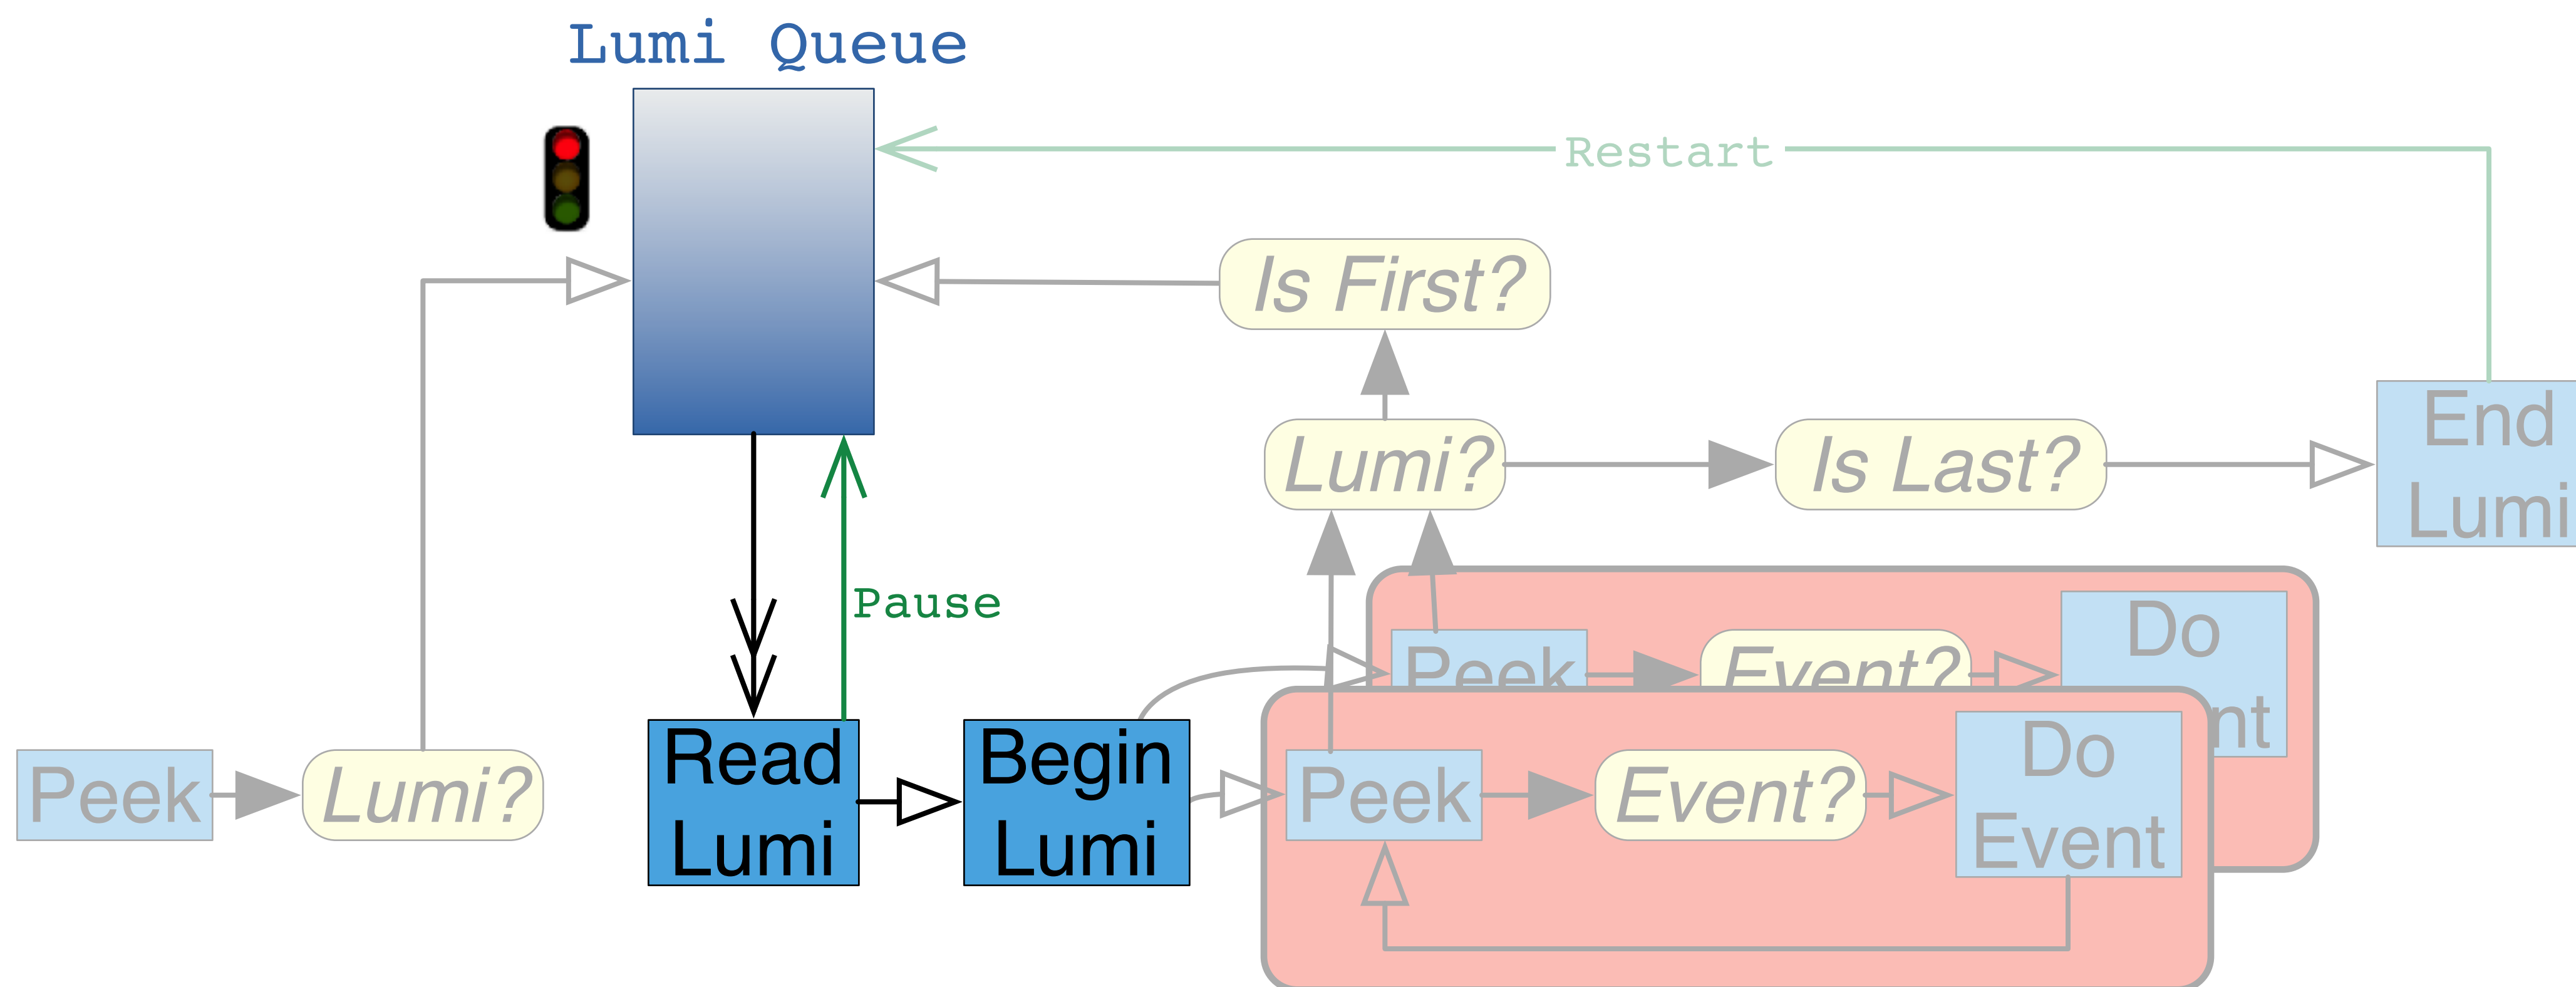 Lumi Queue
Restart
Is First?
Lumi?
Is Last?
End
Lumi
Pause
Peek
Event?
Do
nt
Peek
Lumi?
Read
Lumi
Begin
Lumi
Peek
Event?
Do
Event